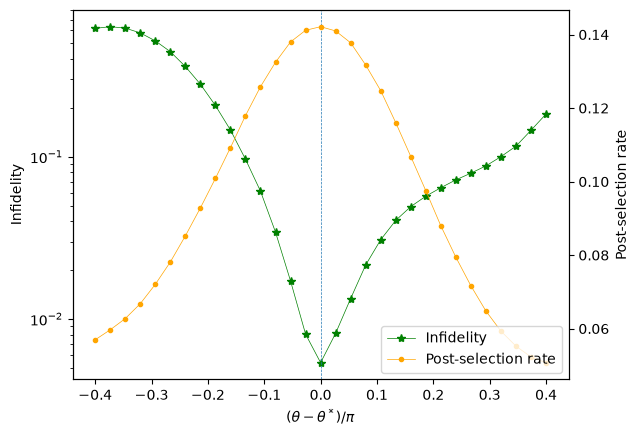 Infidelity
10⁻¹
10⁻²
0.14
0.12
0.10
0.08
0.06
Post-selection rate
Infidelity
Post-selection rate
−0.4 −0.3 −0.2 −0.1 0.0 0.1 0.2 0.3 0.4
(θ − θ*)/π